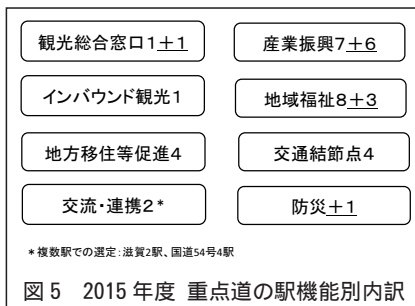 観光総合窓口1+1
産業振興7+6
インバウンド観光1
地域福祉8+3
地方移住等促進4
交通結節点4
交流・連携2*
防災+1
*複数駅での選定:滋賀2駅、国道54号4駅
図5 2015年度 重点道の駅機能別内訳